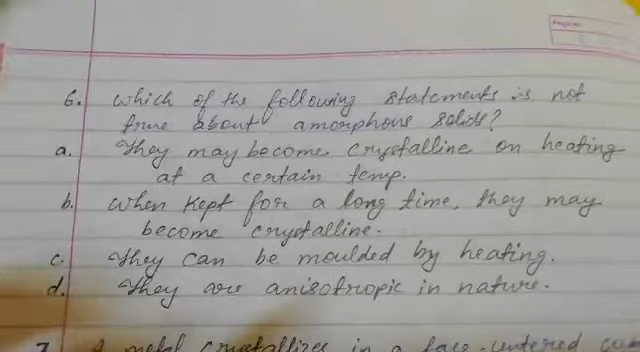 6. which of the following statements is not
true about amorphous solids?
a. They may become crystalline on heating
at a certain temp.
b. when kept for a long time, they may
become crystalline.
c. They can be moulded by heating.
d. They are anisotropic in nature.
7. A metal crystallizes in a face-centered